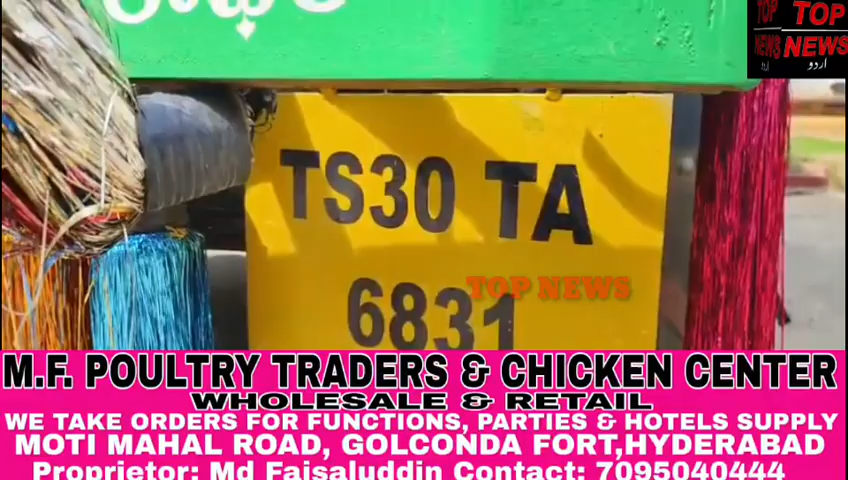 TOP
NEWS
اردو
TOP
NEWS
اردو
TS30 TA
6831
TOP NEWS
M.F. POULTRY TRADERS & CHICKEN CENTER
WHOLESALE & RETAIL
WE TAKE ORDERS FOR FUNCTIONS, PARTIES & HOTELS SUPPLY
MOTI MAHAL ROAD, GOLCONDA FORT,HYDERABAD
Proprietor: Md Faisaluddin Contact: 7095040444